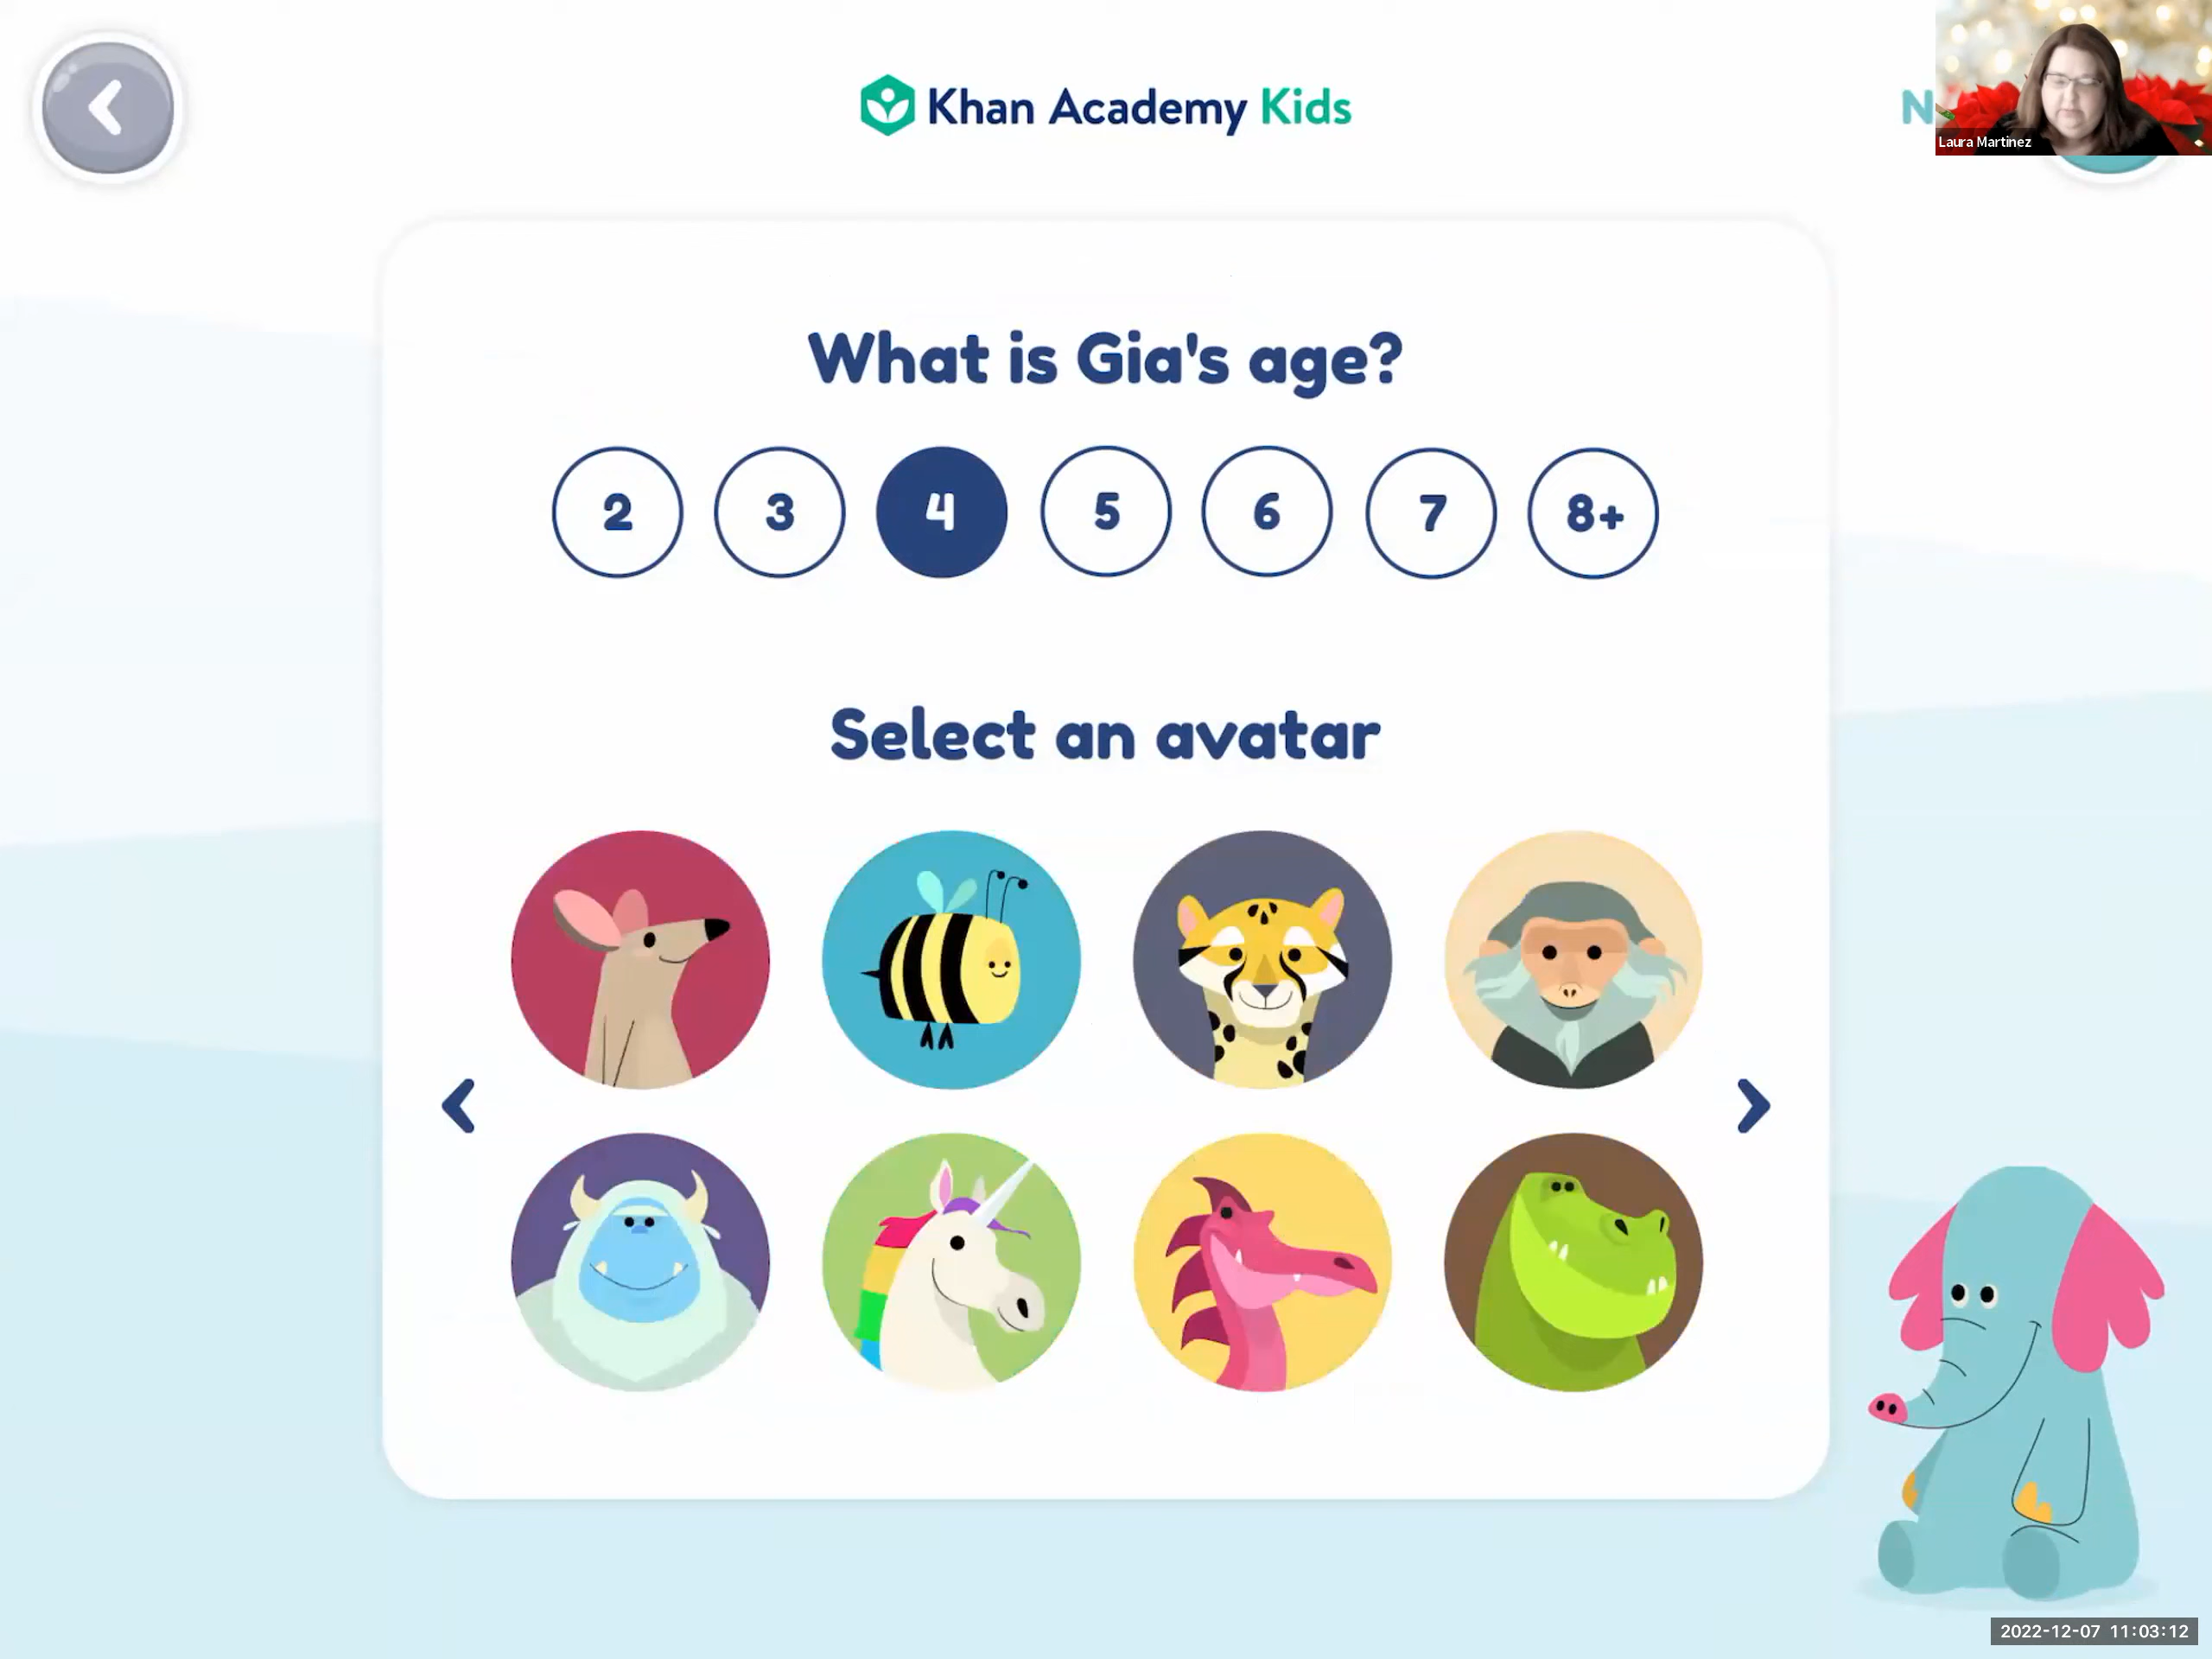 Khan Academy Kids
N
Laura Martinez
What is Gia's age?
2 3 4 5 6 7 8+
Select an avatar
2022-12-07 11:03:12